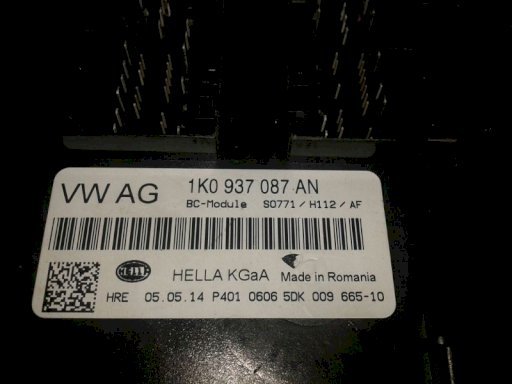 VW AG 1K0 937 087 AN
BC-Module S0771/H112/AF
HELLA HELLA KGaA Made in Romania
HRE 05.05.14 P401 0606 5DK 009 665-10